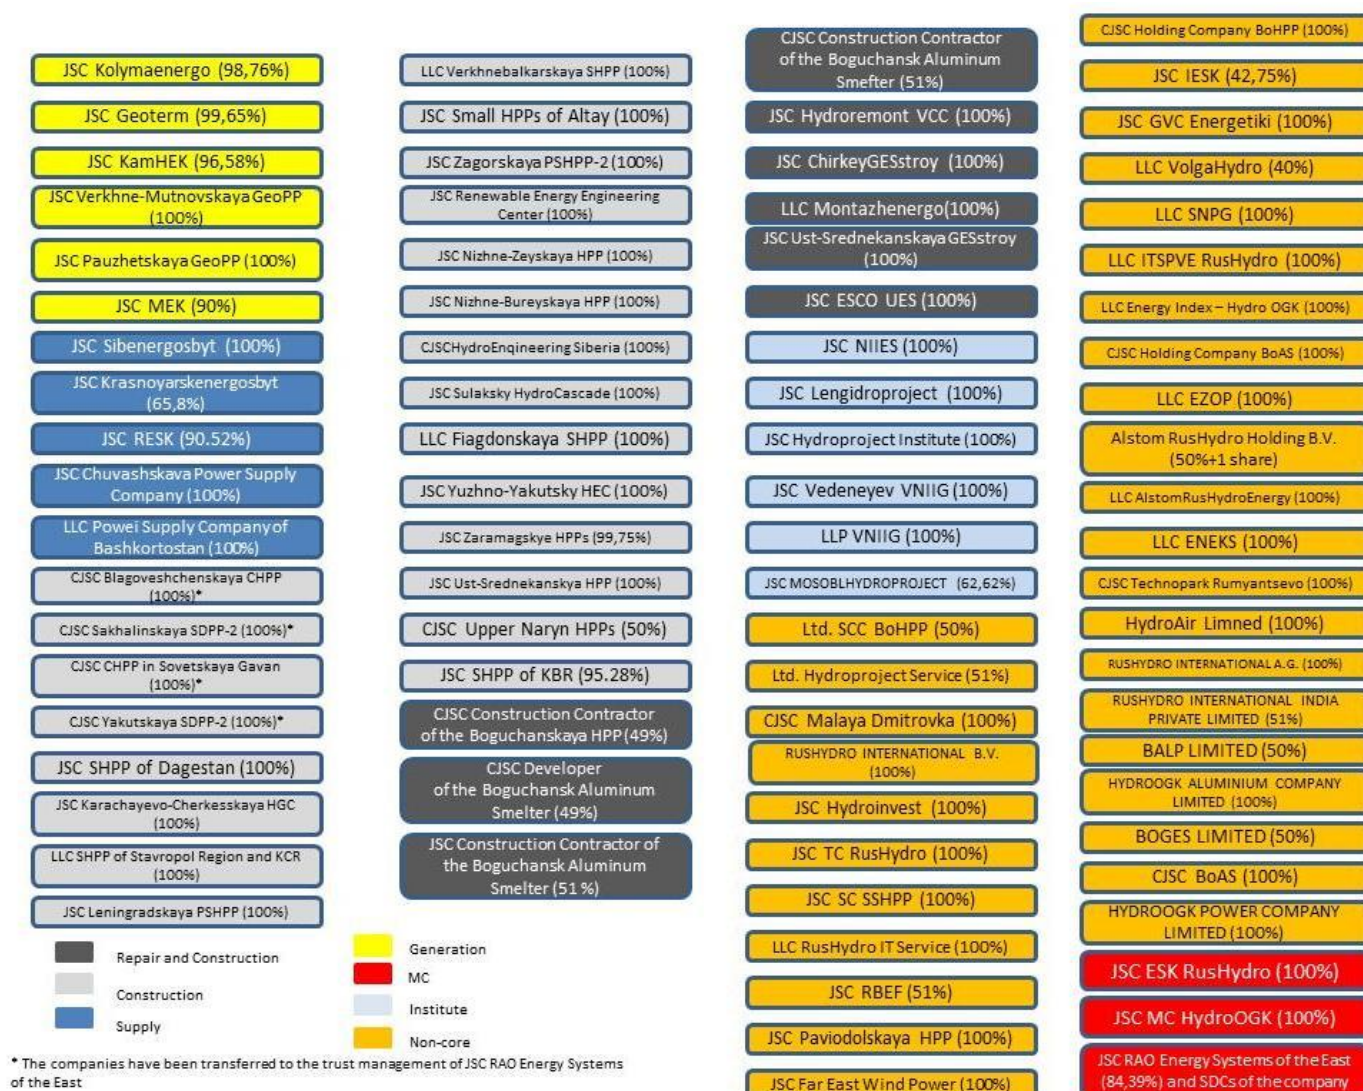 JSC Kolymaenergo (98,76%)
JSC Geoterm (99,65%)
JSC KamHEK (96,58%)
JSC Verkhne-Mutnovskaya GeoPP
(100%)
JSC Pauzhetskaya GeoPP (100%)
JSC MEK (90%)
JSC Sibenergosbyt (100%)
JSC Krasnoyarskenergosbyt
(65,8%)
JSC RESK (90.52%)
JSC Chuvashskava Power Supply
Company (100%)
LLC Powei Supply Company of
Bashkortostan (100%)
CJSC Blagoveshchenskaya CHPP
(100%)*
CJSC Sakhalinskaya SDPP-2 (100%)*
CJSC CHPP in Sovetskaya Gavan
(100%)*
CJSC Yakutskaya SDPP-2 (100%)*
JSC SHPP of Dagestan (100%)
JSC Karachayevo-Cherkesskaya HGC
(100%)
LLC SHPP of Stavropol Region and KCR
(100%)
JSC Leningradskaya PSHPP (100%)
LLC Verkhnebalkarskaya SHPP (100%)
JSC Small HPPs of Altay (100%)
JSC Zagorskaya PSHPP-2 (100%)
JSC Renewable Energy Engineering
Center (100%)
JSC Nizhne-Zeyskaya HPP (100%)
JSC Nizhne-Bureyskaya HPP (100%)
CJSCHydroEnqineering Siberia (100%)
JSC Sulaksky HydroCascade (100%)
LLC Fiagdonskaya SHPP (100%)
JSC Yuzhno-Yakutsky HEC (100%)
JSC Zaramagskye HPPs (99,75%)
JSC Ust-Srednekanskya HPP (100%)
CJSC Upper Naryn HPPs (50%)
JSC SHPP of KBR (95.28%)
CJSC Construction Contractor
of the Boguchanskaya HPP (49%)
CJSC Developer
of the Boguchansk Aluminum
Smelter (49%)
JSC Construction Contractor of
the Boguchansk Aluminum
Smelter (51 %)
CJSC Construction Contractor
of the Boguchansk Aluminum
Smefter (51%)
JSC Hydroremont VCC (100%)
JSC ChirkeyGESstroy (100%)
LLC Montazhenergo(100%)
JSC Ust-SrednekanskayaGESstroy
(100%)
JSC ESCO UES (100%)
JSC NIIES (100%)
JSC Lengidroproject (100%)
JSC Hydroproject Institute (100%)
JSC Vedeneyev VNIIG (100%)
LLP VNIIG (100%)
JSC MOSOBLHYDROPROJECT (62,62%)
Ltd. SCC BoHPP (50%)
Ltd. Hydroproject Service (51%)
CJSC Malaya Dmitrovka (100%)
RUSHYDRO INTERNATIONAL B.V.
(100%)
JSC Hydroinvest (100%)
JSC TC RusHydro (100%)
JSC SC SSHPP (100%)
LLC RusHydro IT Service (100%)
JSC RBEF (51%)
JSC Paviodolskaya HPP (100%)
JSC Far East Wind Power (100%)
CJSC Holding Company BoHPP (100%)
JSC IESK (42,75%)
JSC GVC Energetiki (100%)
LLC VolgaHydro (40%)
LLC SNPG (100%)
LLC ITSPVE RusHydro (100%)
LLC Energy Index – Hydro OGK (100%)
CJSC Holding Company BoAS (100%)
LLC EZOP (100%)
Alstom RusHydro Holding B.V.
(50%+1 share)
LLC AlstomRusHydroEnergy (100%)
LLC ENEKS (100%)
CJSC Technopark Rumyantsevo (100%)
HydroAir Limned (100%)
RUSHYDRO INTERNATIONAL A.G. (100%)
RUSHYDRO INTERNATIONAL INDIA
PRIVATE LIMITED (51%)
BALP LIMITED (50%)
HYDROOGK ALUMINIUM COMPANY
LIMITED (100%)
BOGES LIMITED (50%)
CJSC BoAS (100%)
HYDROOGK POWER COMPANY
LIMITED (100%)
JSC ESK RusHydro (100%)
JSC MC HydroOGK (100%)
JSC RAO Energy Systems of the East
(84,39%) and SDCs of the company
Repair and Construction
Construction
Supply
Generation
MC
Institute
Non-core
* The companies have been transferred to the trust management of JSC RAO Energy Systems
of the East